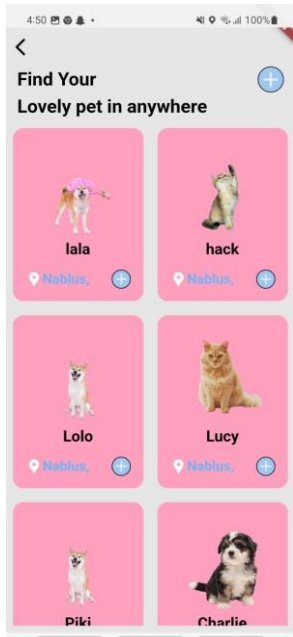 4:50
100%
Find Your
Lovely pet in anywhere
lala
hack
Nablus,
Nablus,
Lolo
Lucy
Nablus,
Nablus,
Piki
Charlie